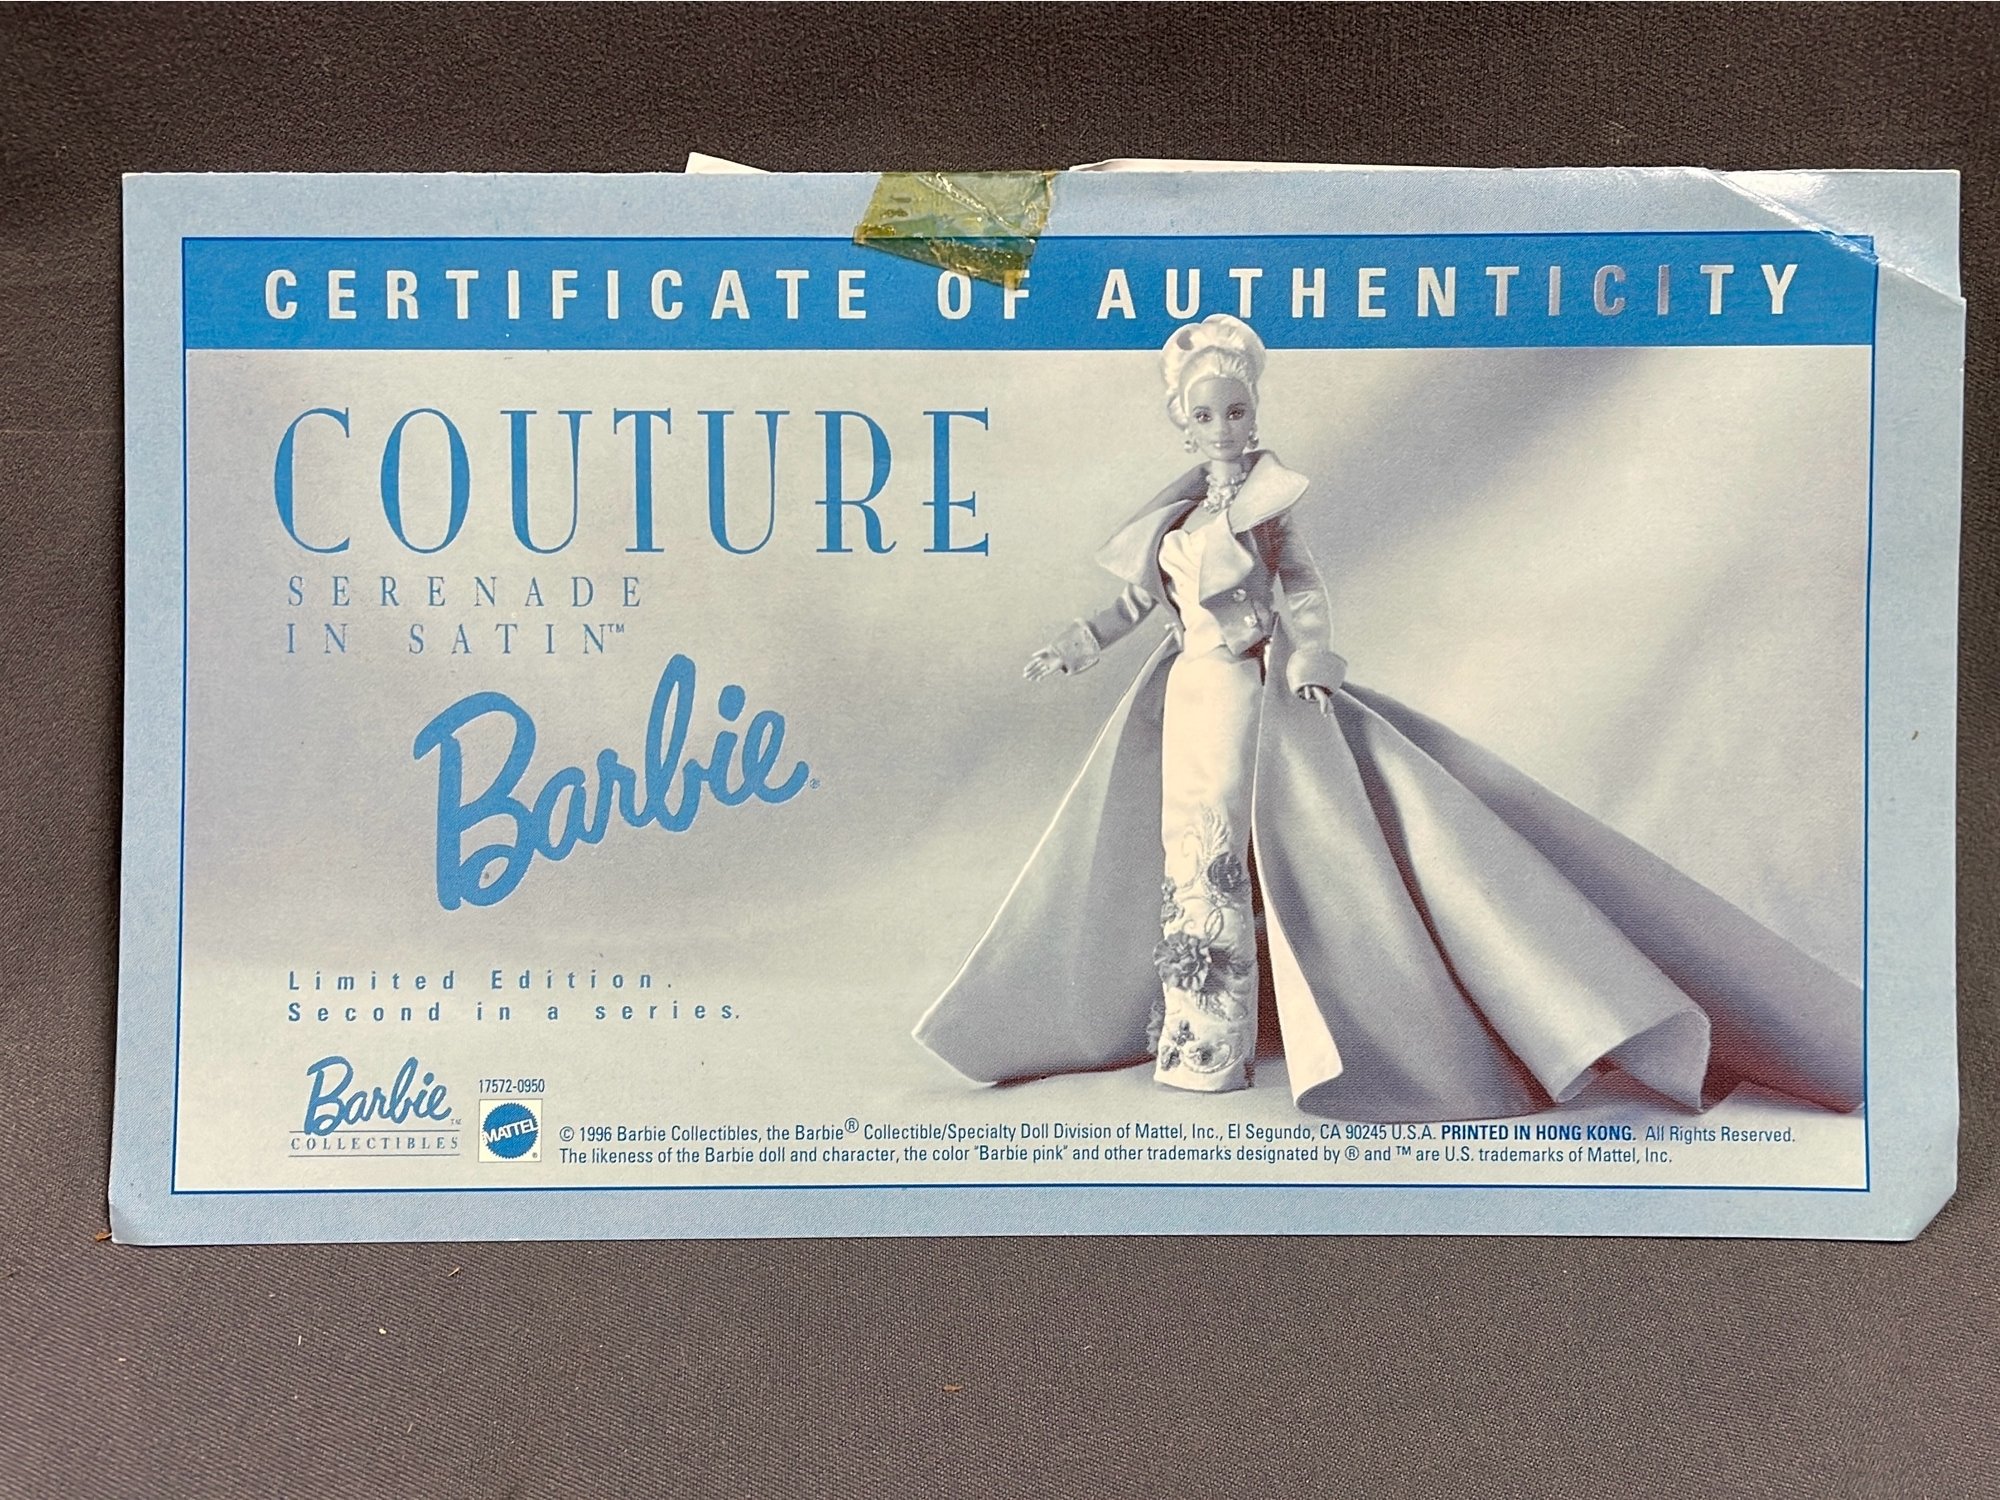 CERTIFICATE OF AUTHENTICITY
COUTURE
SERENADE
IN SATIN™
Barbie®
Limited Edition.
Second in a series.
Barbie™
COLLECTIBLES
17572-0950
MATTEL®
© 1996 Barbie Collectibles, the Barbie® Collectible/Specialty Doll Division of Mattel, Inc., El Segundo, CA 90245 U.S.A. PRINTED IN HONG KONG. All Rights Reserved.
The likeness of the Barbie doll and character, the color "Barbie pink" and other trademarks designated by ® and ™ are U.S. trademarks of Mattel, Inc.